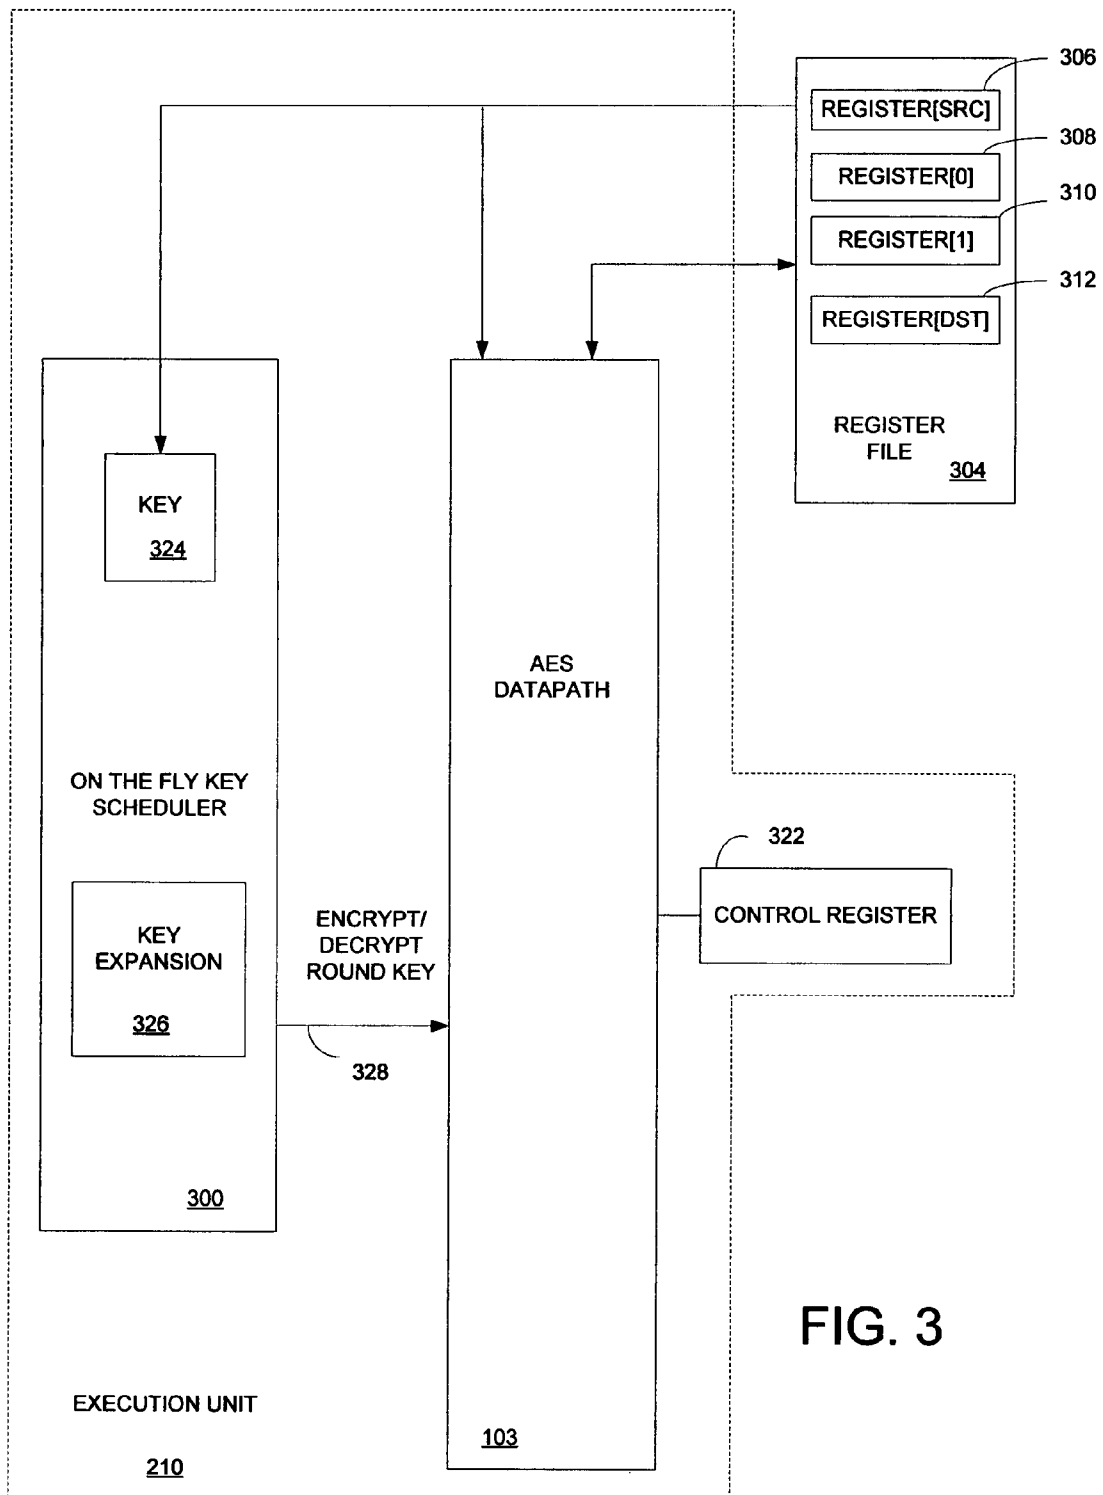 306
REGISTER[SRC]
308
REGISTER[0]
310
REGISTER[1]
312
REGISTER[DST]
REGISTER
FILE
304
KEY
324
AES
DATAPATH
ON THE FLY KEY
SCHEDULER
322
CONTROL REGISTER
KEY
EXPANSION
326
ENCRYPT/
DECRYPT
ROUND KEY
328
300
FIG. 3
EXECUTION UNIT
103
210